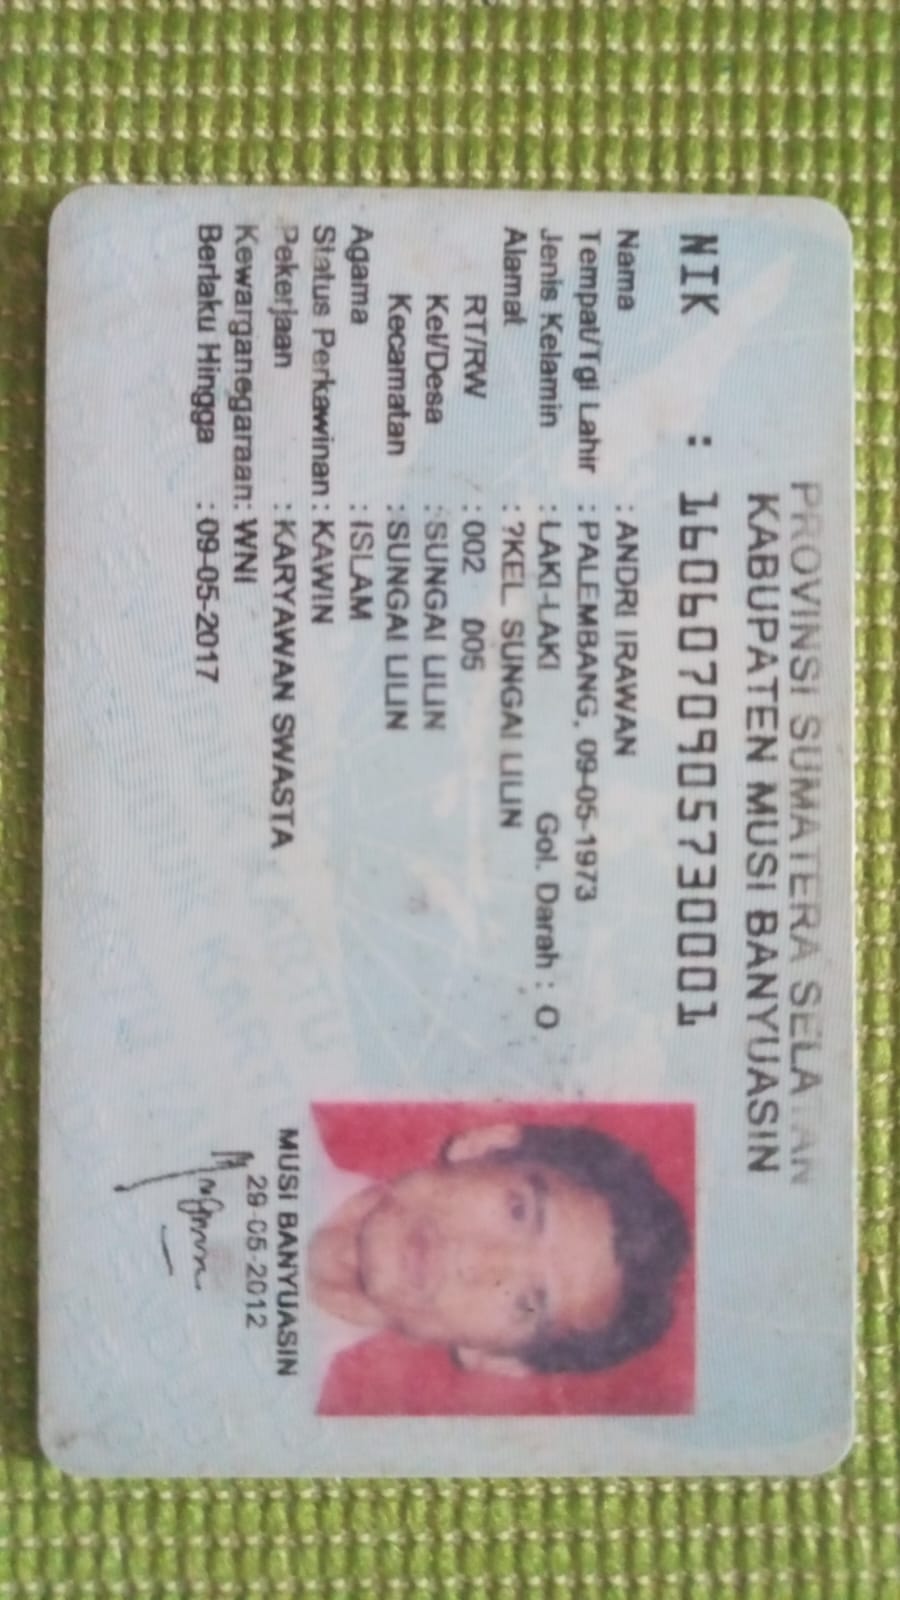 PROVINSI SUMATERA SELATAN
KABUPATEN MUSI BANYUASIN
NIK : 1606070905730001
Nama : ANDRI IRAWAN
Tempat/Tgl Lahir : PALEMBANG, 09-05-1973
Jenis Kelamin : LAKI-LAKI Gol. Darah : O
Alamat : ?KEL SUNGAI LILIN
RT/RW : 002 005
Kel/Desa : SUNGAI LILIN
Kecamatan : SUNGAI LILIN
Agama : ISLAM
Status Perkawinan : KAWIN
Pekerjaan : KARYAWAN SWASTA
Kewarganegaraan : WNI
Berlaku Hingga : 09-05-2017
MUSI BANYUASIN
29-05-2012